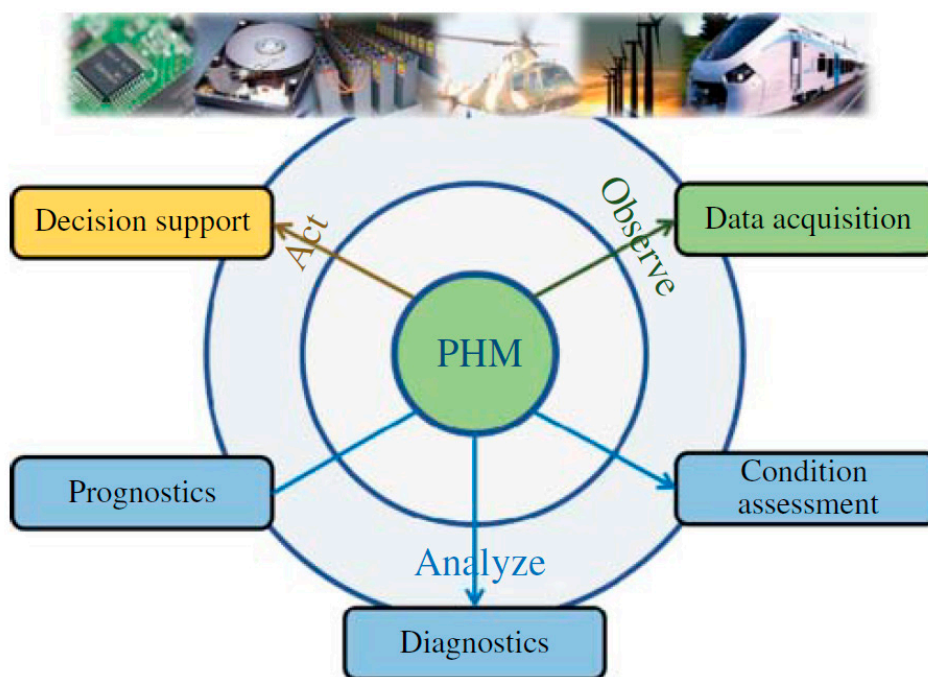 Decision support
Act
Observe
Data acquisition
PHM
Prognostics
Condition
assessment
Analyze
Diagnostics